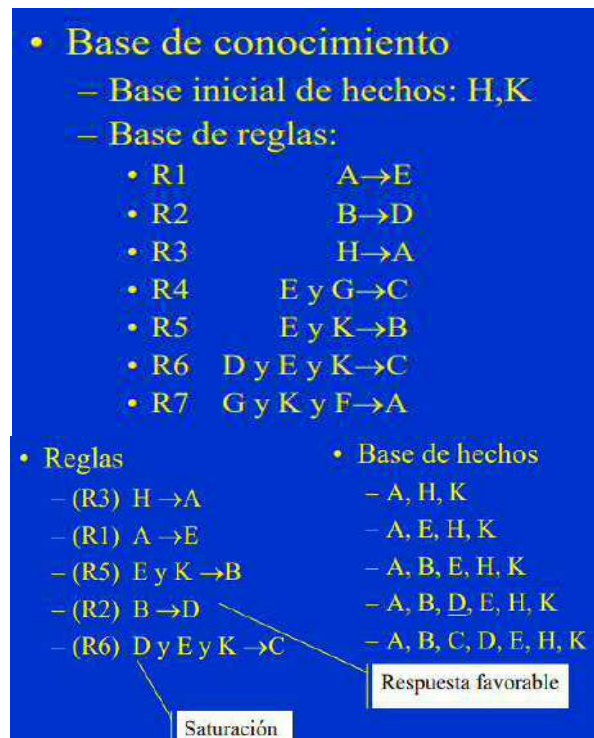 • Base de conocimiento
– Base inicial de hechos: H,K
– Base de reglas:
• R1 A→E
• R2 B→D
• R3 H→A
• R4 E y G→C
• R5 E y K→B
• R6 D y E y K→C
• R7 G y K y F→A
• Reglas
– (R3) H →A
– (R1) A →E
– (R5) E y K →B
– (R2) B →D
– (R6) D y E y K →C
Saturación
• Base de hechos
– A, H, K
– A, E, H, K
– A, B, E, H, K
– A, B, D, E, H, K
– A, B, C, D, E, H, K
Respuesta favorable